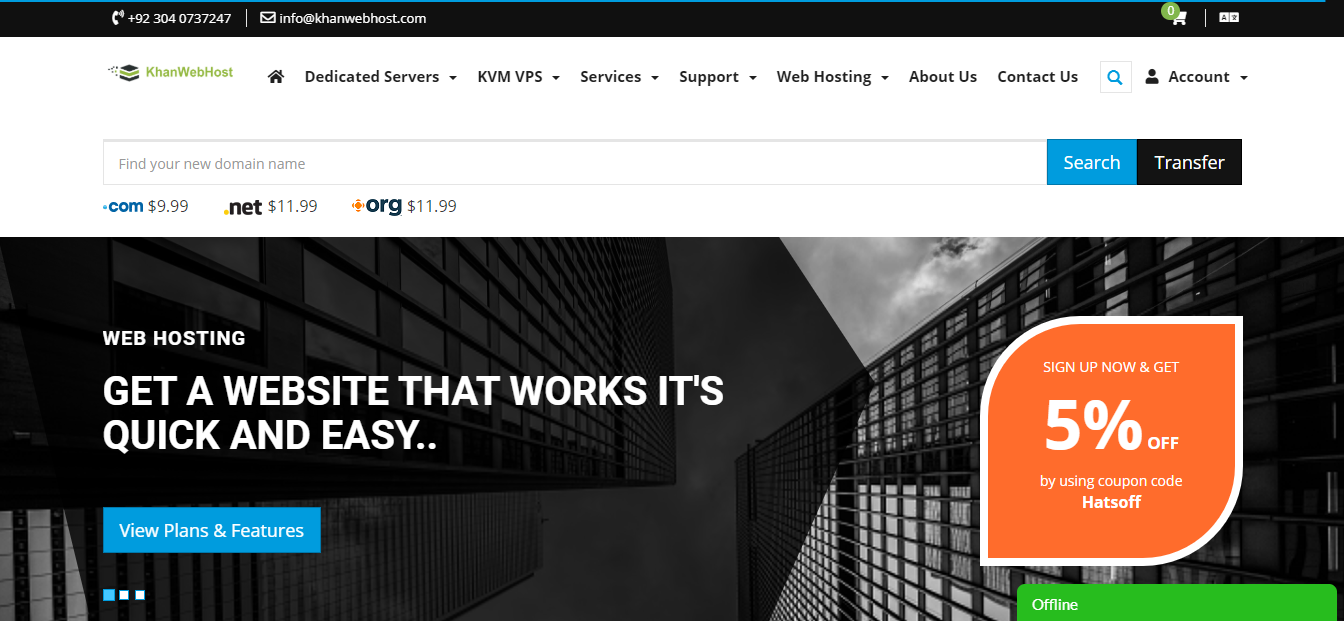 +92 304 0737247
info@khanwebhost.com
0
KhanWebHost
Dedicated Servers
KVM VPS
Services
Support
Web Hosting
About Us
Contact Us
Account
Find your new domain name
Search
Transfer
.com $9.99
.net $11.99
.org $11.99
WEB HOSTING
GET A WEBSITE THAT WORKS IT'S
QUICK AND EASY..
View Plans & Features
SIGN UP NOW & GET
5% OFF
by using coupon code
Hatsoff
Offline